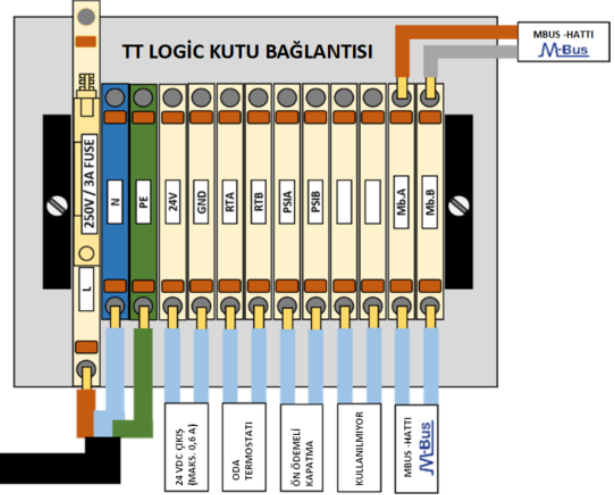 MBUS -HATTI
M-Bus
TT LOGİC KUTU BAĞLANTISI
250V / 3A FUSE
L
N
PE
24V
GND
RTA
RTB
PSIA
PSIB
Mb.A
Mb.B
24 VDC ÇIKIŞ
(MAKS. 0,6 A)
ODA
TERMOSTATI
ÖN ÖDEMELİ
KAPATMA
KULLANILMIYOR
MBUS -HATTI
M-Bus